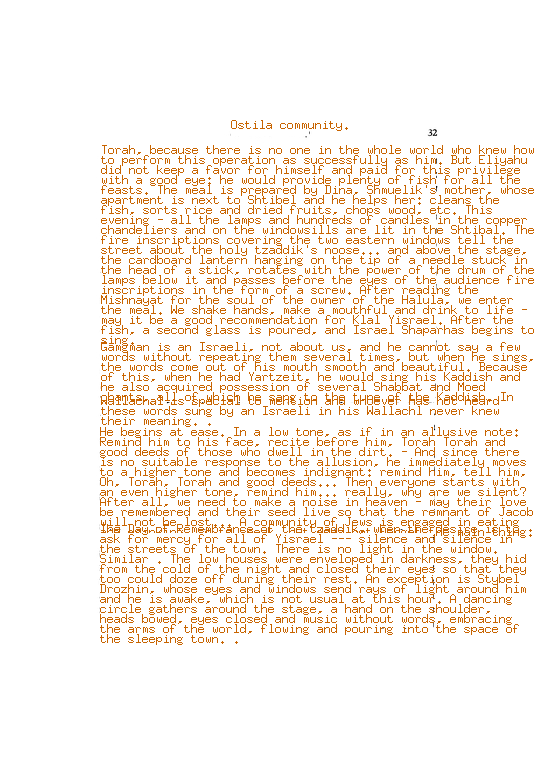 Ostila community.
32
Torah, because there is no one in the whole world who knew how
to perform this operation as successfully as him. But Eliyahu
did not keep a favor for himself and paid for this privilege
with a good eye: he would provide plenty of fish for all the
feasts. The meal is prepared by Dina, Shmuelik's mother, whose
apartment is next to Shtibel and he helps her: cleans the
fish, sorts rice and dried fruits, chops wood, etc. This
evening - all the lamps and hundreds of candles in the copper
chandeliers and on the windowsills are lit in the Shtibal. The
fire inscriptions covering the two eastern windows tell the
street about the holy tzaddik's noose... and above the stage,
the cardboard lantern hanging on the tip of a needle stuck in
the head of a stick, rotates with the power of the drum of the
lamps below it and passes before the eyes of the audience fire
inscriptions in the form of a screw. After reading the
Mishnayat for the soul of the owner of the Halula, we enter
the meal. We shake hands, make a mouthful and drink to life -
may it be a good recommendation for Klal Yisrael. After the
fish, a second glass is poured, and Israel Shaparhas begins to
sing.
Gamgman is an Israeli, not about us, and he cannot say a few
words without repeating them several times, but when he sings,
the words come out of his mouth smooth and beautiful. Because
of this, when he had Yartzeit, he would sing his Kaddish and
he also acquired possession of several Shabbat and Moed
chants, all of which he sang to the tune of the Kaddish. In
Wallachal is special to mention and whoever has not heard
these words sung by an Israeli in his Wallachl never knew
their meaning. .
He begins at ease. In a low tone, as if in an allusive note:
Remind him to his face, recite before him, Torah Torah and
good deeds of those who dwell in the dirt. - And since there
is no suitable response to the allusion, he immediately moves
to a higher tone and becomes indignant: remind Him, tell him,
Oh, Torah, Torah and good deeds... Then everyone starts with
an even higher tone, remind him... really, why are we silent?
After all, we need to make a noise in heaven - may their love
be remembered and their seed live so that the remnant of Jacob
will not be lost... A community of Jews is engaged in eating
the Day of Remembrance of the tzaddik, when the desire is to
ask for mercy for all of Yisrael --- silence and silence in
the streets of the town. There is no light in the window.
Similar . The low houses were enveloped in darkness, they hid
from the cold of the night and closed their eyes so that they
too could doze off during their rest. An exception is Stybel
Drozhin, whose eyes and windows send rays of light around him
and he is awake, which is not usual at this hour. A dancing
circle gathers around the stage, a hand on the shoulder,
heads bowed, eyes closed and music without words, embracing
the arms of the world, flowing and pouring into the space of
the sleeping town. .